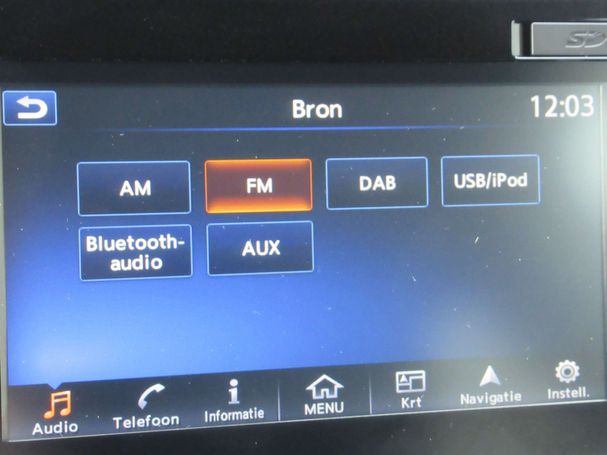 SD
Bron
12:03
AM
FM
DAB
USB/iPod
Bluetooth-
audio
AUX
Audio
Telefoon
Informatie
MENU
Krt
Navigatie
Instell.